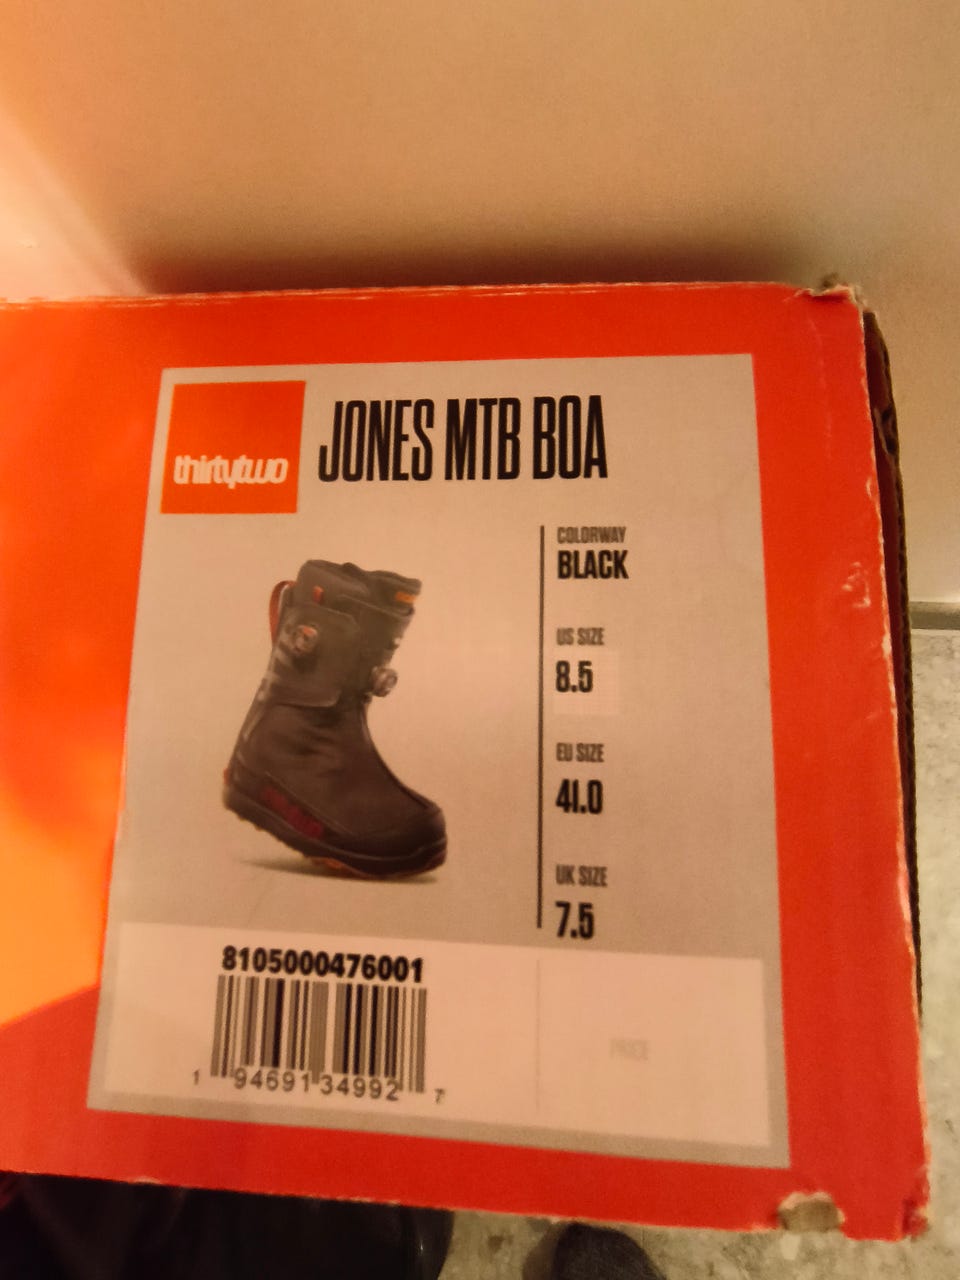 thirtytwo
JONES MTB BOA
COLORWAY
BLACK
US SIZE
8.5
EU SIZE
41.0
UK SIZE
7.5
8105000476001
1 94691 34992 7
PRICE